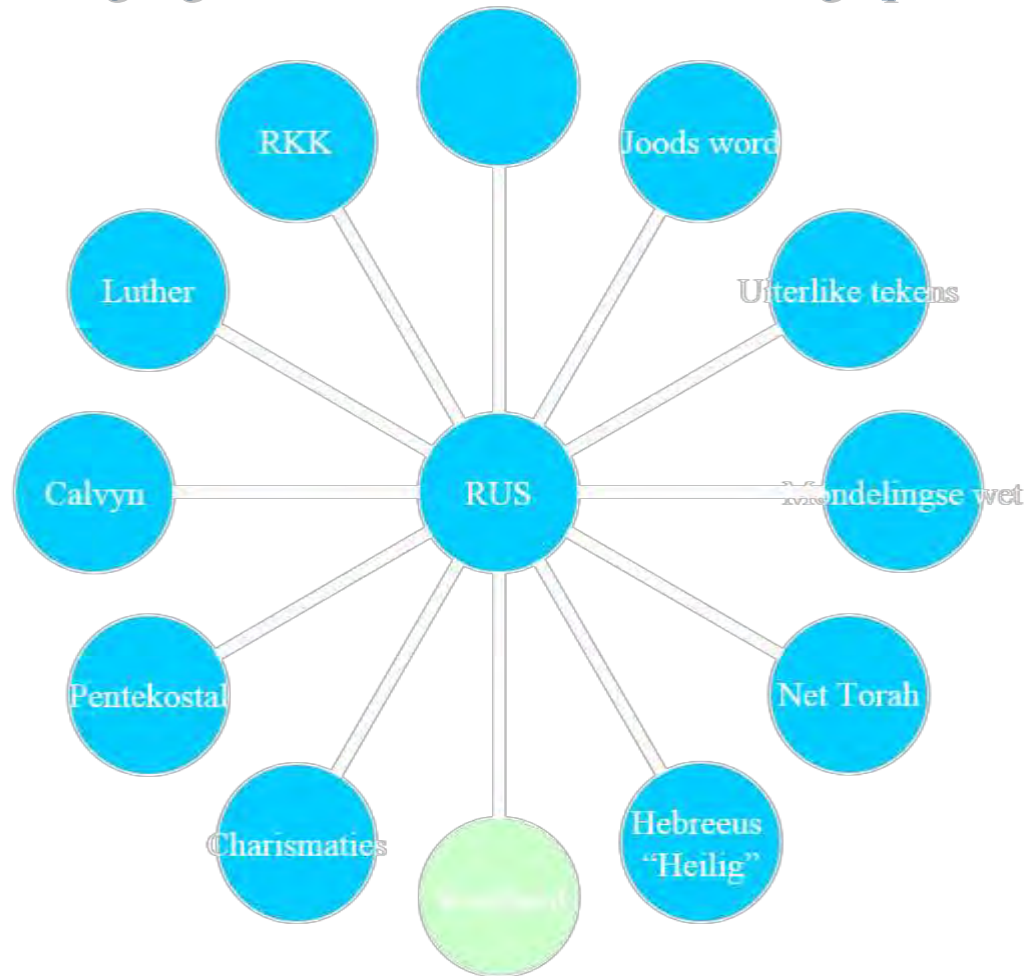 RKK
Joods word
Luther
Uiterlike tekens
Calvyn
RUS
Mondelingse wet
Pentekostal
Net Torah
Hebreeus
“Heilig”
Charismaties